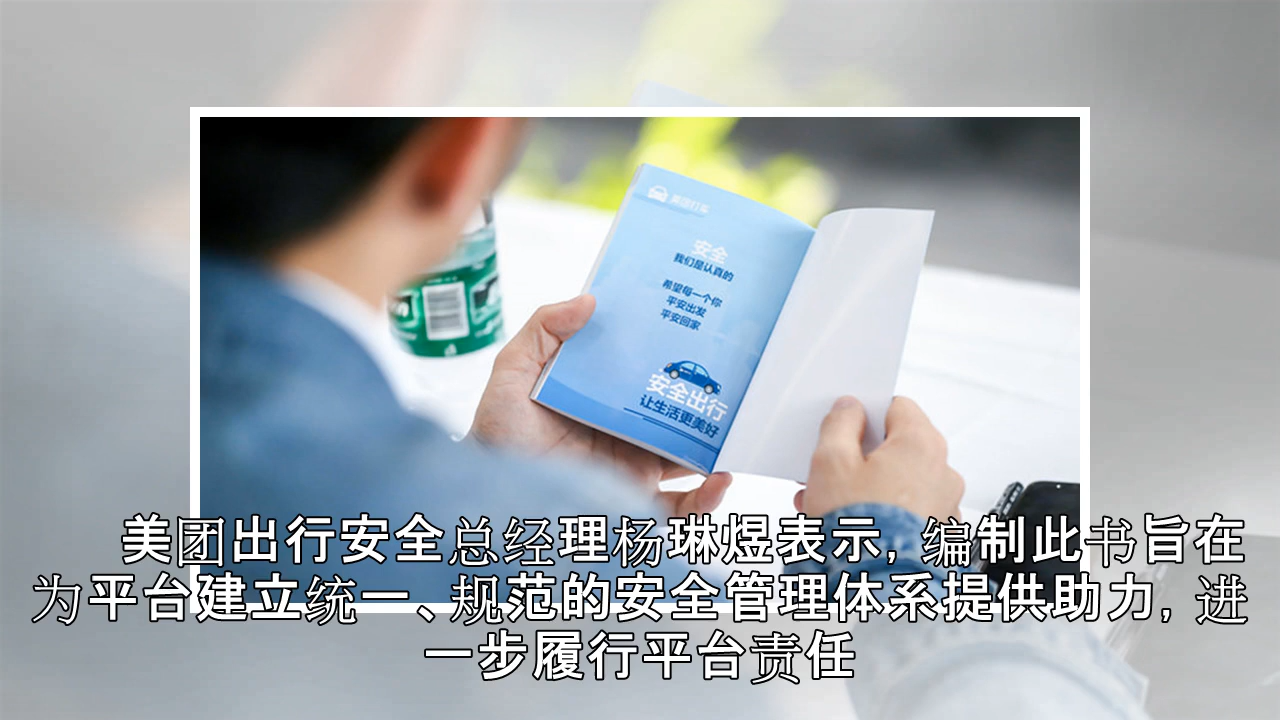 美团打车
安全
我们是认真的
希望每一个你
平安出发
平安回家
安全出行
让生活更美好
美团出行安全总经理杨琳煜表示,编制此书旨在
为平台建立统一、规范的安全管理体系提供助力,进
一步履行平台责任